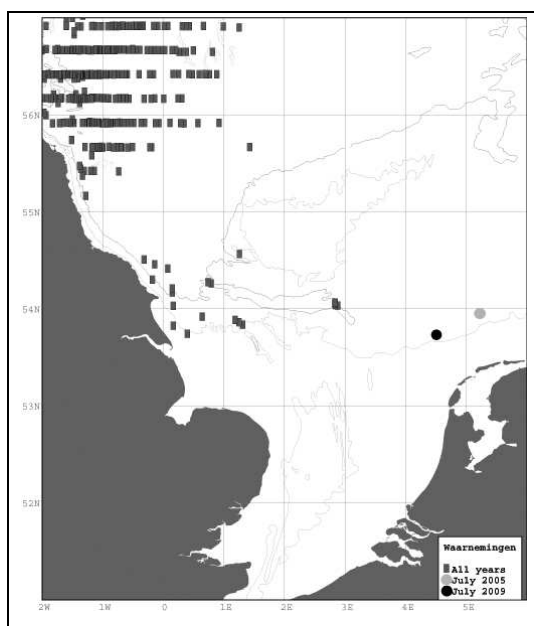 56N
55N
54N
53N
52N
Waarnemingen
All years
July 2005
July 2009
2W 1W 0 1E 2E 3E 4E 5E